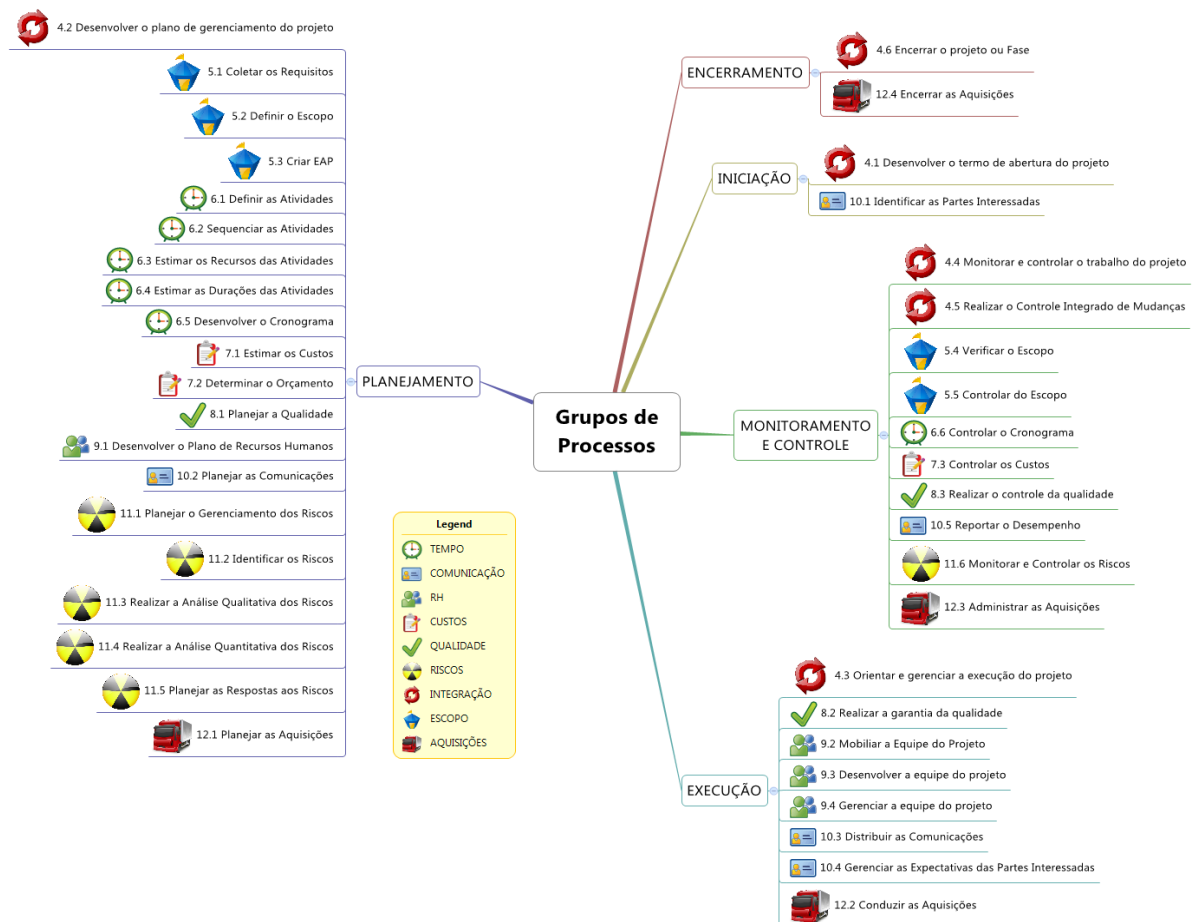 4.2 Desenvolver o plano de gerenciamento do projeto
5.1 Coletar os Requisitos
5.2 Definir o Escopo
5.3 Criar EAP
6.1 Definir as Atividades
6.2 Sequenciar as Atividades
6.3 Estimar os Recursos das Atividades
6.4 Estimar as Durações das Atividades
6.5 Desenvolver o Cronograma
7.1 Estimar os Custos
7.2 Determinar o Orçamento
8.1 Planejar a Qualidade
9.1 Desenvolver o Plano de Recursos Humanos
10.2 Planejar as Comunicações
11.1 Planejar o Gerenciamento dos Riscos
11.2 Identificar os Riscos
11.3 Realizar a Análise Qualitativa dos Riscos
11.4 Realizar a Análise Quantitativa dos Riscos
11.5 Planejar as Respostas aos Riscos
12.1 Planejar as Aquisições
PLANEJAMENTO
Grupos de
Processos
Legend
TEMPO
COMUNICAÇÃO
RH
CUSTOS
QUALIDADE
RISCOS
INTEGRAÇÃO
ESCOPO
AQUISIÇÕES
ENCERRAMENTO
4.6 Encerrar o projeto ou Fase
12.4 Encerrar as Aquisições
INICIAÇÃO
4.1 Desenvolver o termo de abertura do projeto
10.1 Identificar as Partes Interessadas
MONITORAMENTO
E CONTROLE
4.4 Monitorar e controlar o trabalho do projeto
4.5 Realizar o Controle Integrado de Mudanças
5.4 Verificar o Escopo
5.5 Controlar do Escopo
6.6 Controlar o Cronograma
7.3 Controlar os Custos
8.3 Realizar o controle da qualidade
10.5 Reportar o Desempenho
11.6 Monitorar e Controlar os Riscos
12.3 Administrar as Aquisições
EXECUÇÃO
4.3 Orientar e gerenciar a execução do projeto
8.2 Realizar a garantia da qualidade
9.2 Mobiliar a Equipe do Projeto
9.3 Desenvolver a equipe do projeto
9.4 Gerenciar a equipe do projeto
10.3 Distribuir as Comunicações
10.4 Gerenciar as Expectativas das Partes Interessadas
12.2 Conduzir as Aquisições